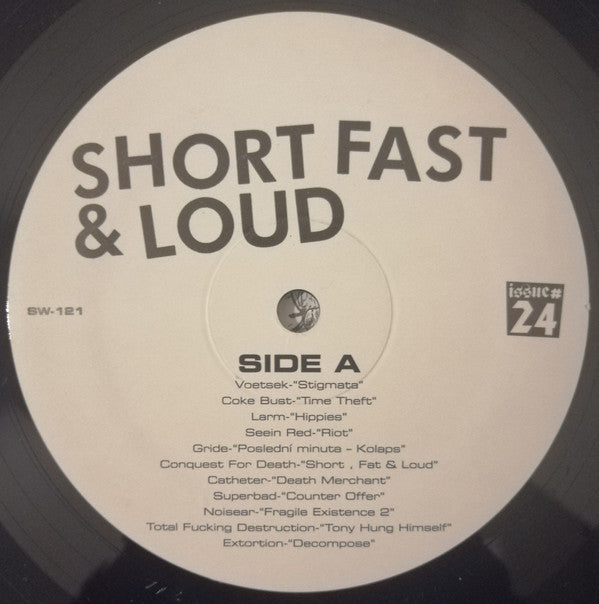 SHORT FAST
& LOUD
SW-121
issue#
24
SIDE A
Voetsek-"Stigmata"
Coke Bust-"Time Theft"
Larm-"Hippies"
Seein Red-"Riot"
Gride-"Poslední minuta - Kolaps"
Conquest For Death-"Short , Fat & Loud"
Catheter-"Death Merchant"
Superbad-"Counter Offer"
Noisear-"Fragile Existence 2"
Total Fucking Destruction-"Tony Hung Himself"
Extortion-"Decompose"